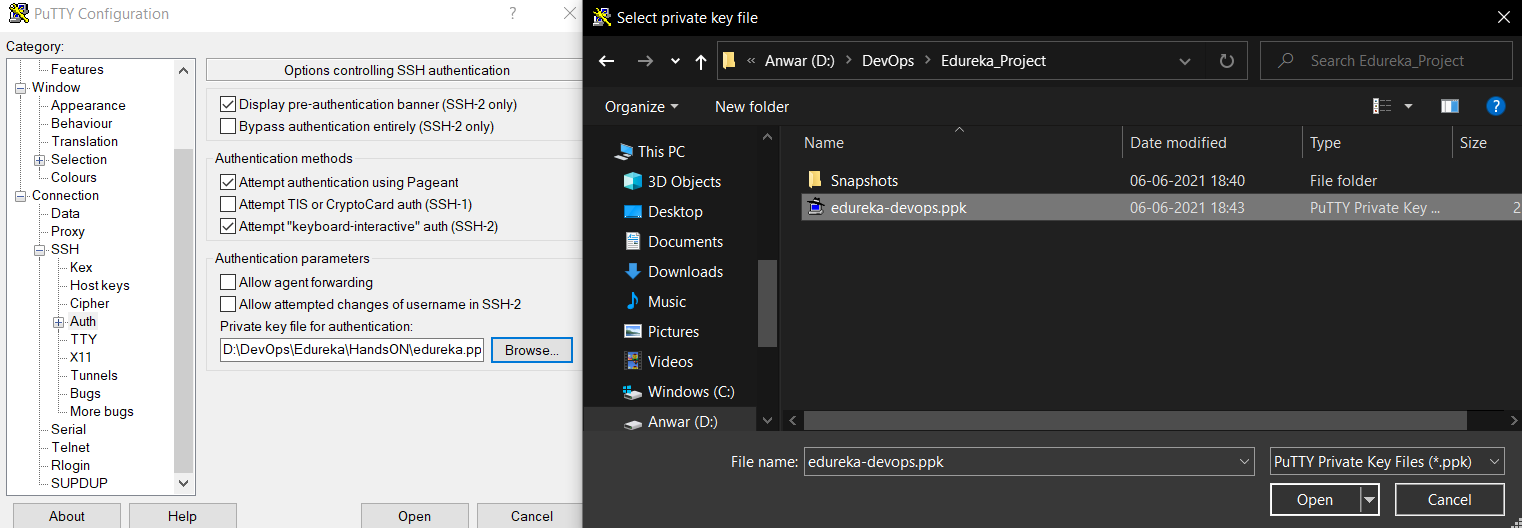 PuTTY Configuration
?
Category:
Features
Window
Appearance
Behaviour
Translation
Selection
Colours
Connection
Data
Proxy
SSH
Kex
Host keys
Cipher
Auth
TTY
X11
Tunnels
Bugs
More bugs
Serial
Telnet
Rlogin
SUPDUP
Options controlling SSH authentication
Display pre-authentication banner (SSH-2 only)
Bypass authentication entirely (SSH-2 only)
Authentication methods
Attempt authentication using Pageant
Attempt TIS or CryptoCard auth (SSH-1)
Attempt "keyboard-interactive" auth (SSH-2)
Authentication parameters
Allow agent forwarding
Allow attempted changes of username in SSH-2
Private key file for authentication:
D:\DevOps\Edureka\HandsON\edureka.pp
Browse...
About
Help
Open
Cancel
Select private key file
« Anwar (D:) > DevOps > Edureka_Project
Search Edureka_Project
Organize
New folder
?
This PC
3D Objects
Desktop
Documents
Downloads
Music
Pictures
Videos
Windows (C:)
Anwar (D:)
Name Date modified Type Size
Snapshots 06-06-2021 18:40 File folder
edureka-devops.ppk 06-06-2021 18:43 PuTTY Private Key ... 2
File name: edureka-devops.ppk
PuTTY Private Key Files (*.ppk)
Open
Cancel